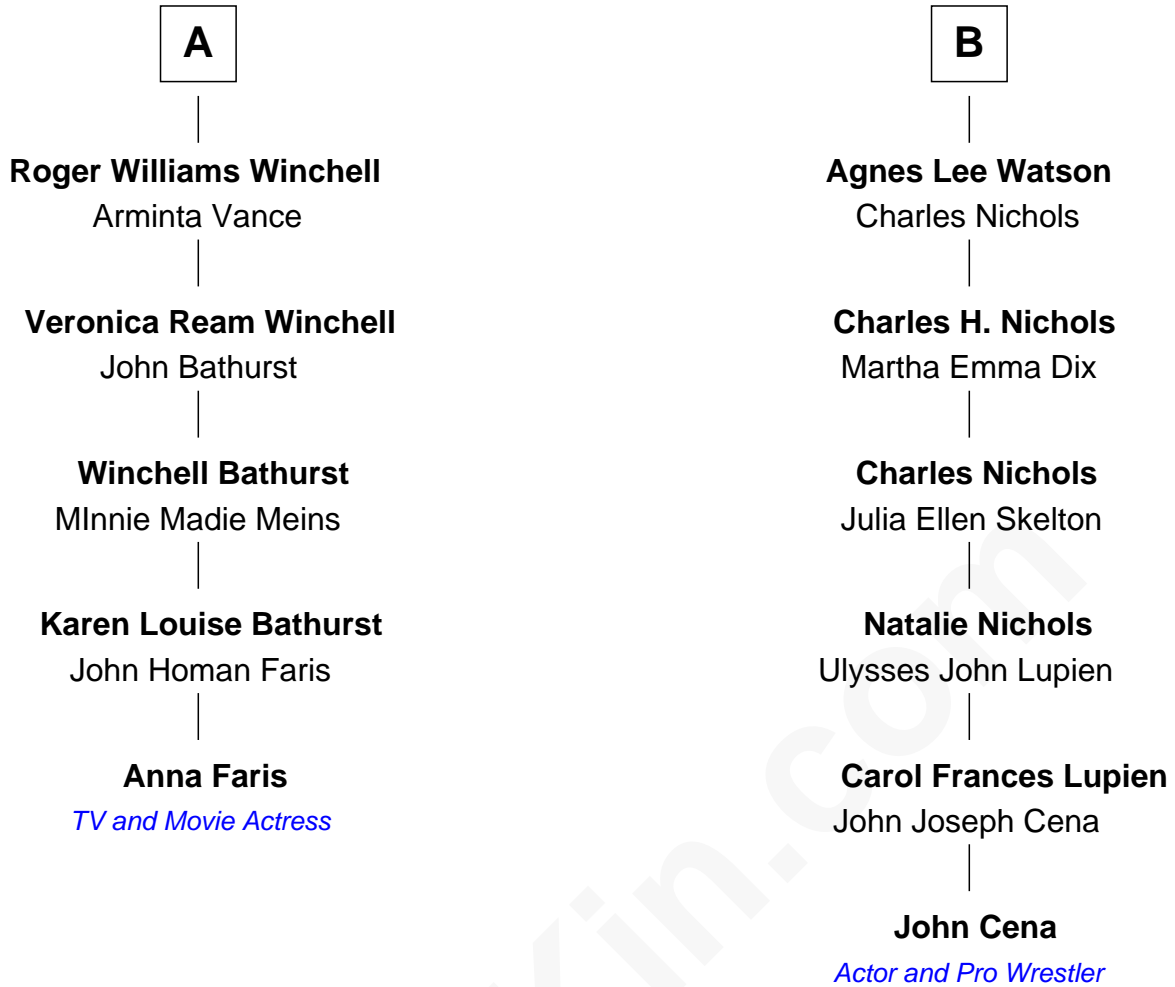 A
Roger Williams Winchell
Arminta Vance
Veronica Ream Winchell
John Bathurst
Winchell Bathurst
MInnie Madie Meins
Karen Louise Bathurst
John Homan Faris
Anna Faris
TV and Movie Actress
B
Agnes Lee Watson
Charles Nichols
Charles H. Nichols
Martha Emma Dix
Charles Nichols
Julia Ellen Skelton
Natalie Nichols
Ulysses John Lupien
Carol Frances Lupien
John Joseph Cena
John Cena
Actor and Pro Wrestler
Kin.com